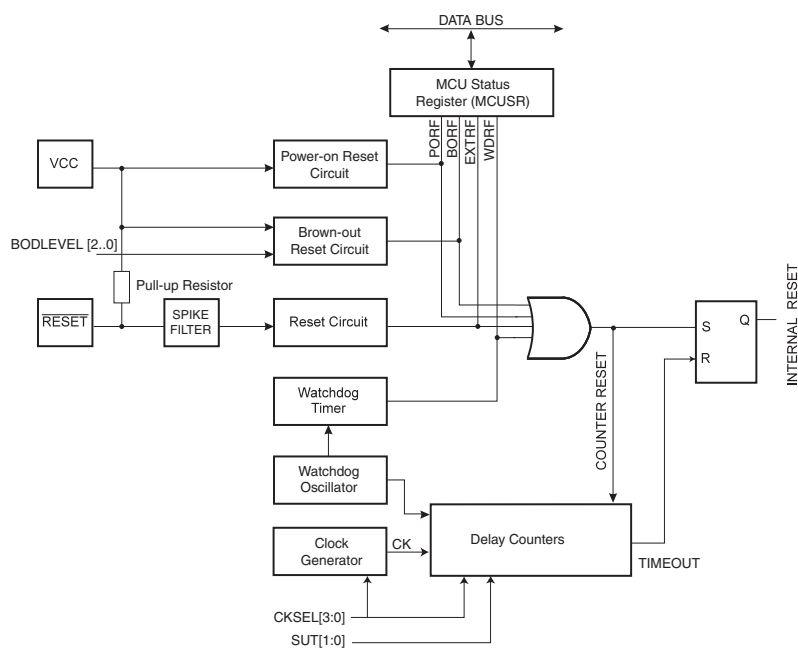 DATA BUS
MCU Status
Register (MCUSR)
PORF
BORF
EXTRF
WDRF
VCC
Power-on Reset
Circuit
BODLEVEL [2..0]
Brown-out
Reset Circuit
Pull-up Resistor
RESET
SPIKE
FILTER
Reset Circuit
S
Q
R
INTERNAL RESET
Watchdog
Timer
COUNTER RESET
Watchdog
Oscillator
Clock
Generator
CK
Delay Counters
TIMEOUT
CKSEL[3:0]
SUT[1:0]